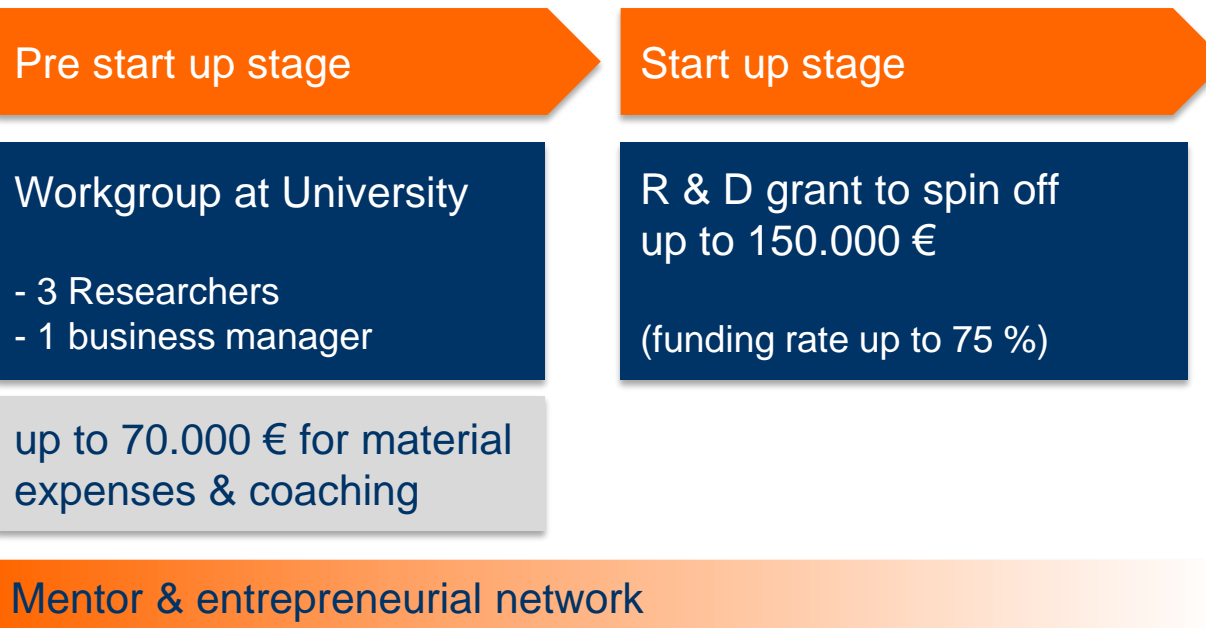 Pre start up stage
Start up stage
Workgroup at University
- 3 Researchers
- 1 business manager
R & D grant to spin off
up to 150.000 €
(funding rate up to 75 %)
up to 70.000 € for material
expenses & coaching
Mentor & entrepreneurial network